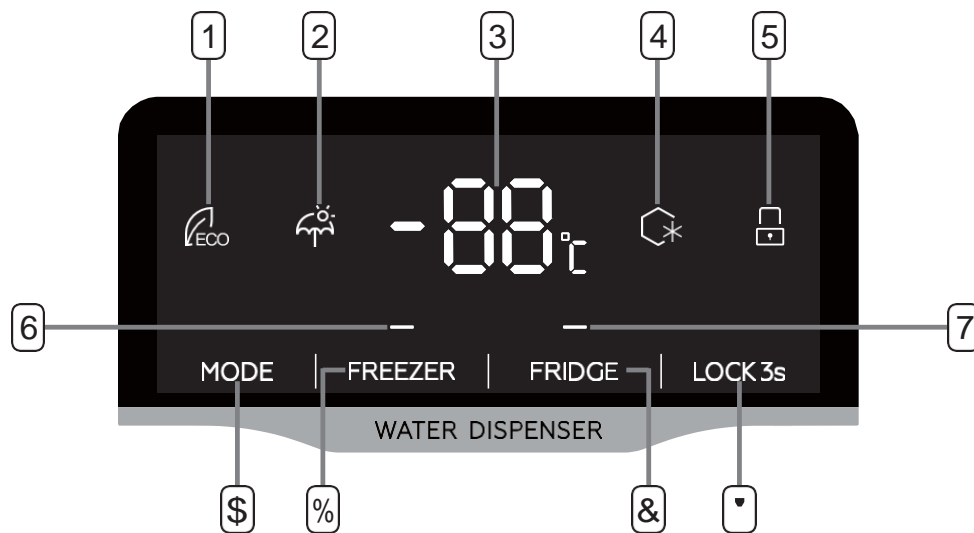 1 2 3 4 5
ECO
-88°C
6 7
MODE FREEZER FRIDGE LOCK 3s
WATER DISPENSER
$ % &